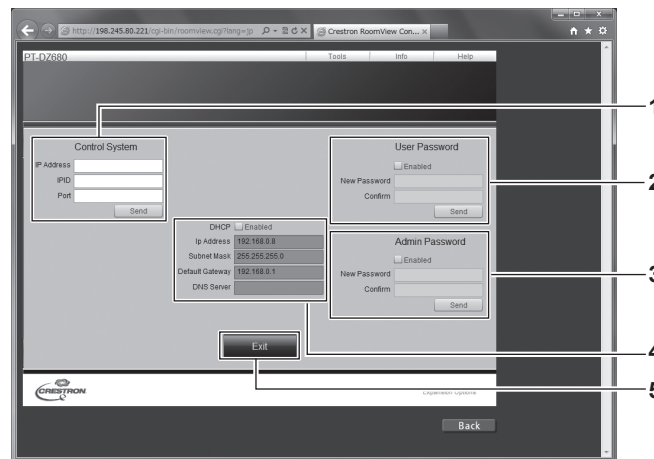 http://198.245.80.221/cgi-bin/roomview.cgi?lang=jp
Crestron RoomView Con... ×
PT-DZ680
Tools Info Help
1
Control System
IP Address
IPID
Port
Send
User Password
Enabled
New Password
Confirm
Send
2
DHCP Enabled
Ip Address 192.168.0.8
Subnet Mask 255.255.255.0
Default Gateway 192.168.0.1
DNS Server
Admin Password
Enabled
New Password
Confirm
Send
3
Exit
4
CRESTRON
Expansion Options
5
Back